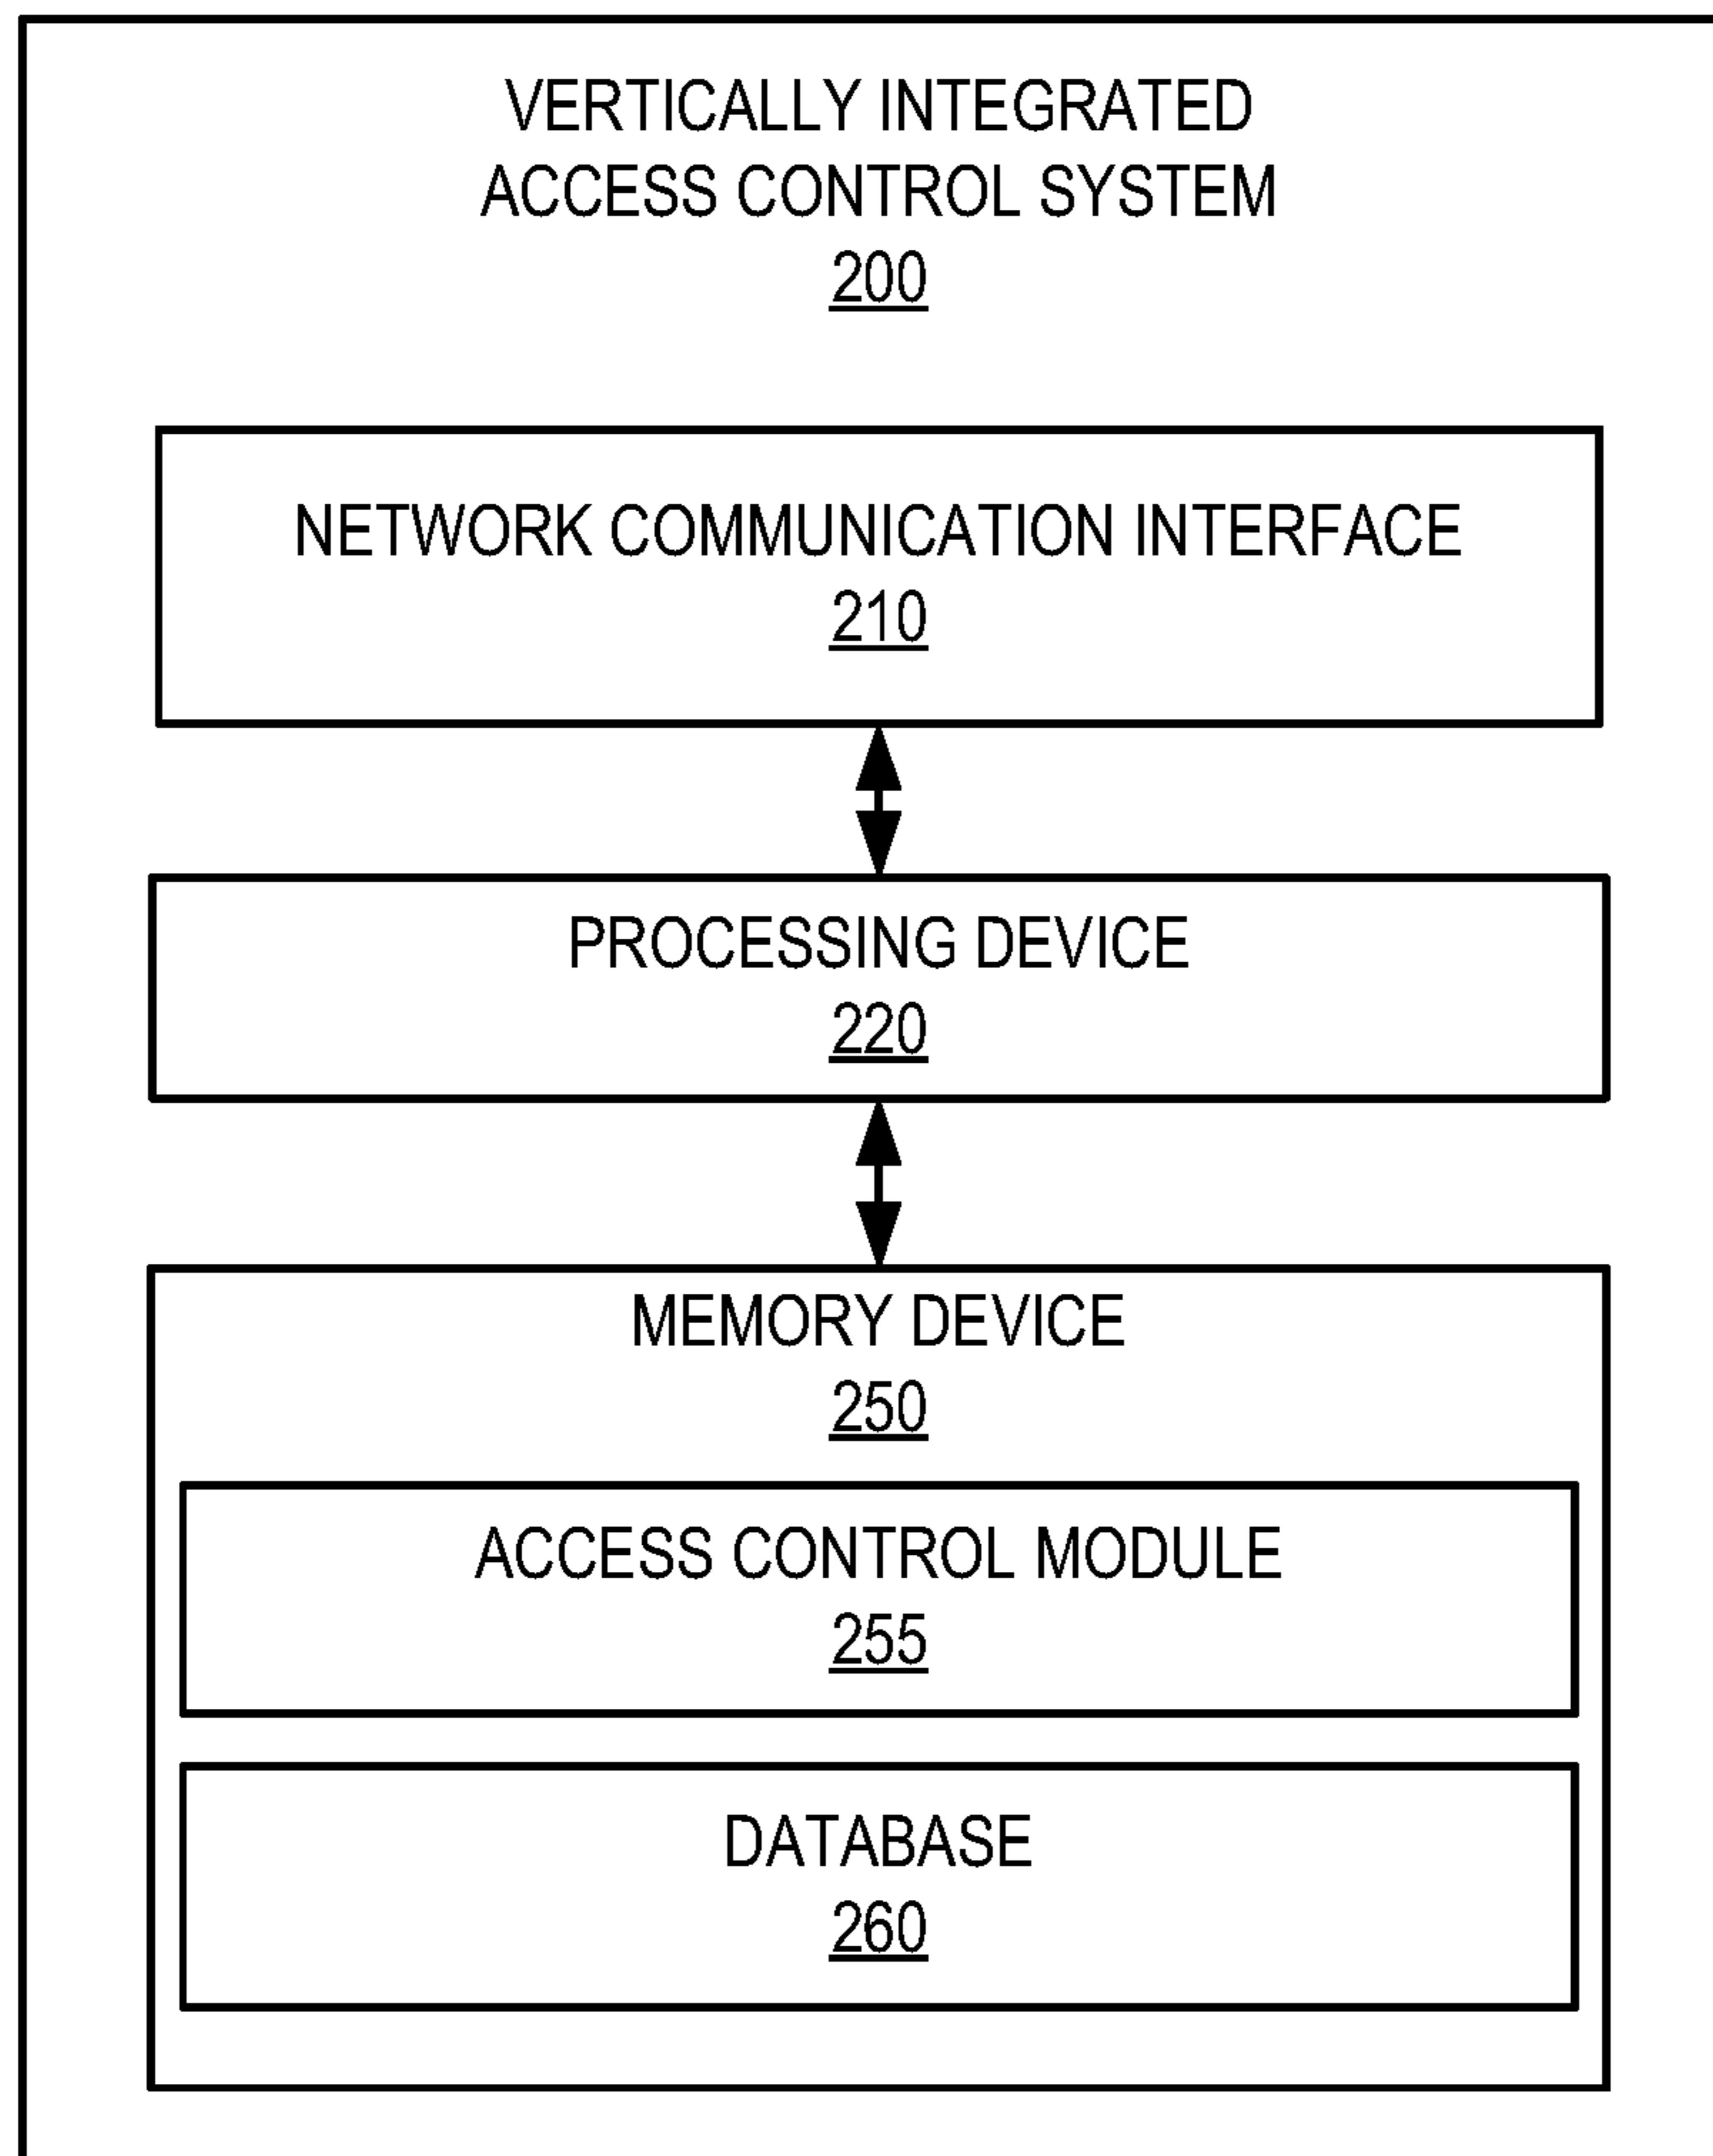 VERTICALLY INTEGRATED
ACCESS CONTROL SYSTEM
200
NETWORK COMMUNICATION INTERFACE
210
PROCESSING DEVICE
220
MEMORY DEVICE
250
ACCESS CONTROL MODULE
255
DATABASE
260